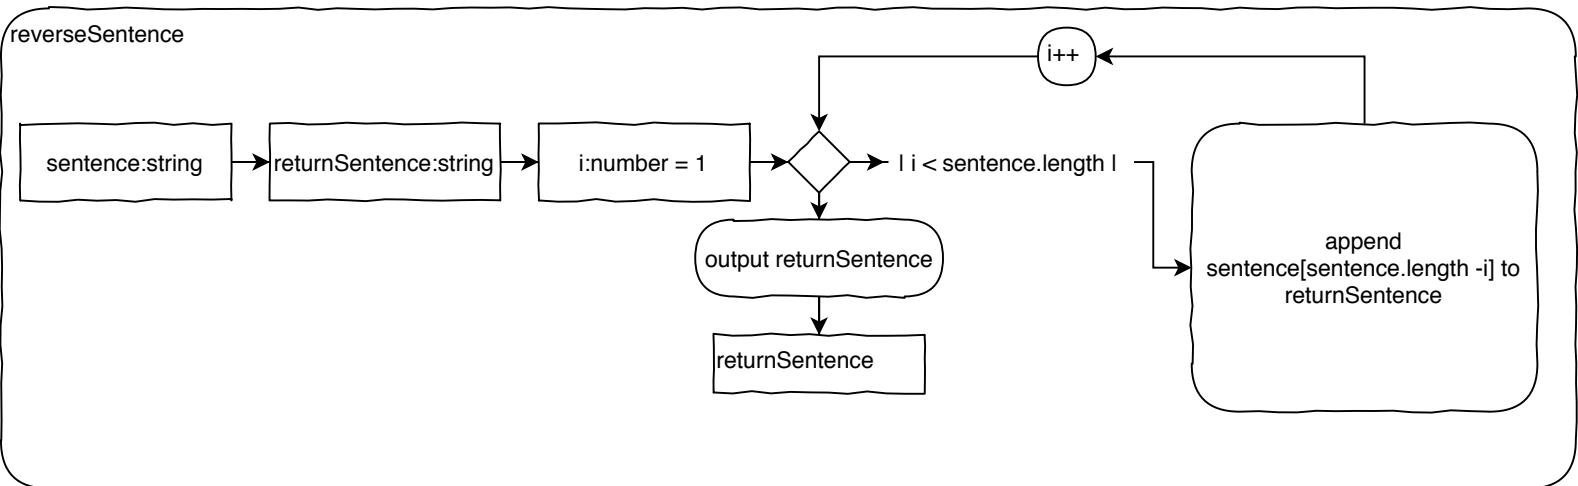 reverseSentence
i++
sentence:string
returnSentence:string
i:number = 1
| i < sentence.length |
append
sentence[sentence.length -i] to
returnSentence
output returnSentence
returnSentence